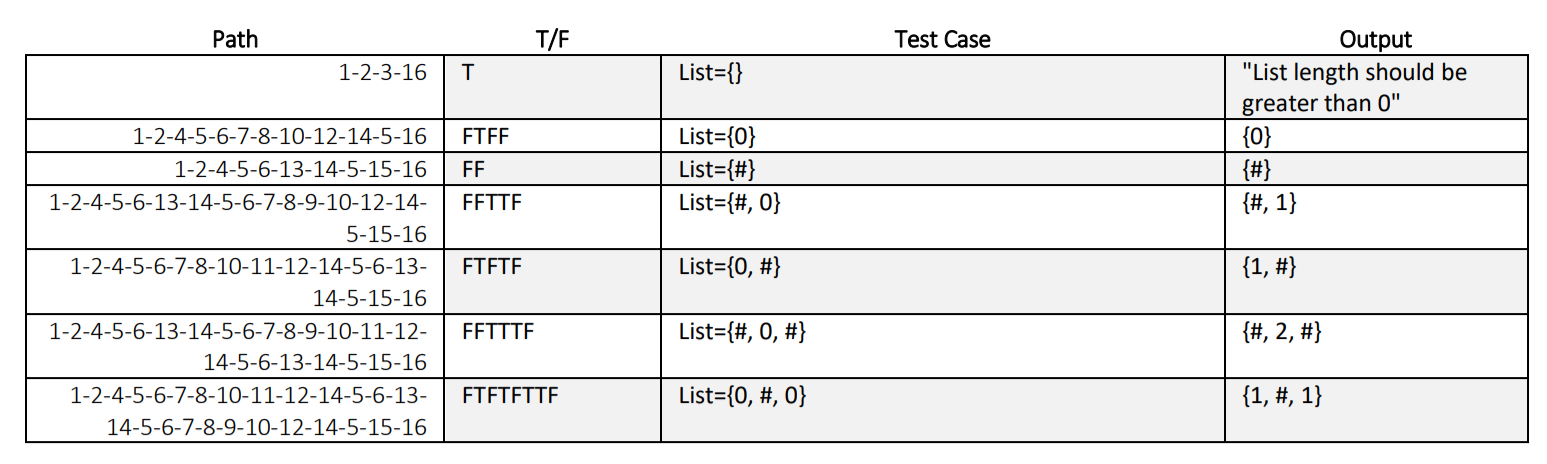 Path T/F Test Case Output
1-2-3-16 T List={} "List length should be
greater than 0"
1-2-4-5-6-7-8-10-12-14-5-16 FTFF List={0} {0}
1-2-4-5-6-13-14-5-15-16 FF List={#} {#}
1-2-4-5-6-13-14-5-6-7-8-9-10-12-14- FFTTF List={#, 0} {#, 1}
5-15-16
1-2-4-5-6-7-8-10-11-12-14-5-6-13- FTFTF List={0, #} {1, #}
14-5-15-16
1-2-4-5-6-13-14-5-6-7-8-9-10-11-12- FFTTTF List={#, 0, #} {#, 2, #}
14-5-6-13-14-5-15-16
1-2-4-5-6-7-8-10-11-12-14-5-6-13- FTFTFTTF List={0, #, 0} {1, #, 1}
14-5-6-7-8-9-10-12-14-5-15-16